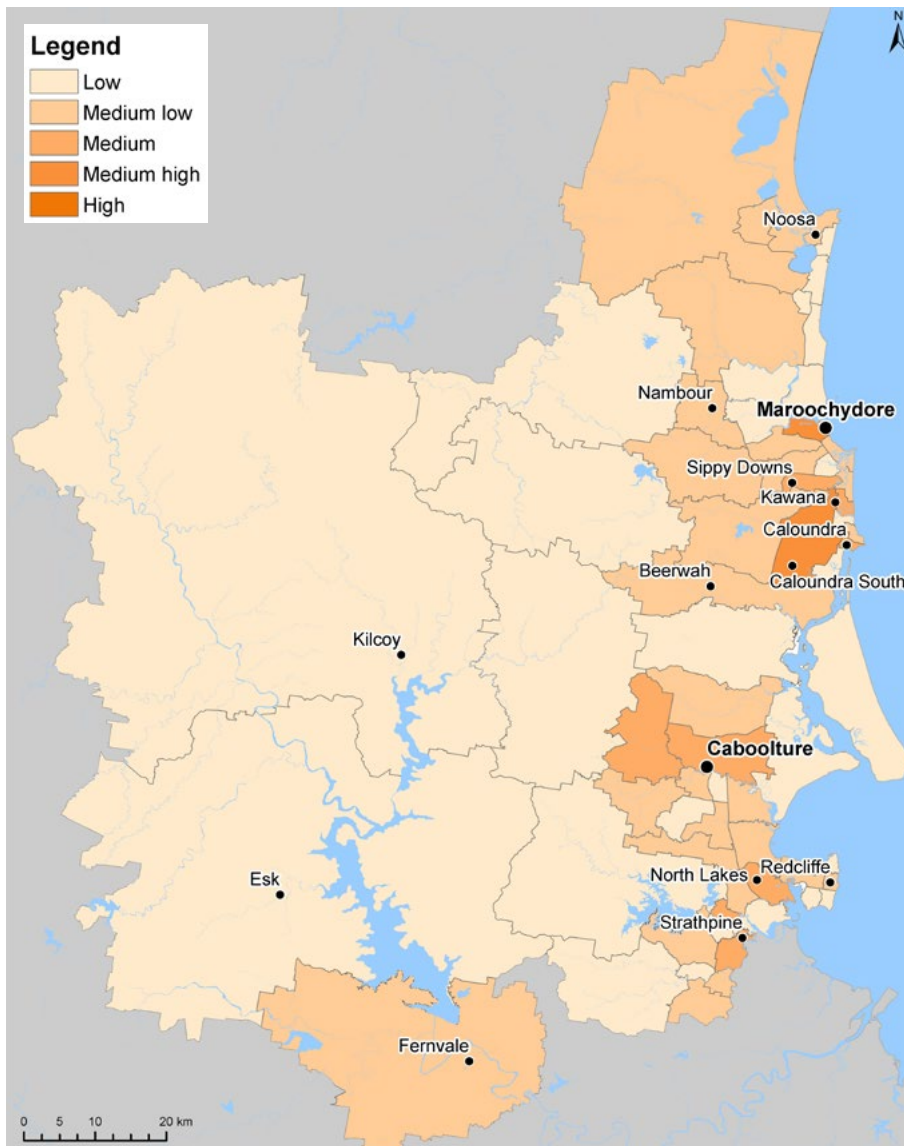 Legend
Low
Medium low
Medium
Medium high
High
N
Noosa
Nambour
Maroochydore
Sippy Downs
Kawana
Caloundra
Beerwah
Caloundra South
Kilcoy
Caboolture
North Lakes
Redcliffe
Esk
Strathpine
Fernvale
0 5 10 20 km